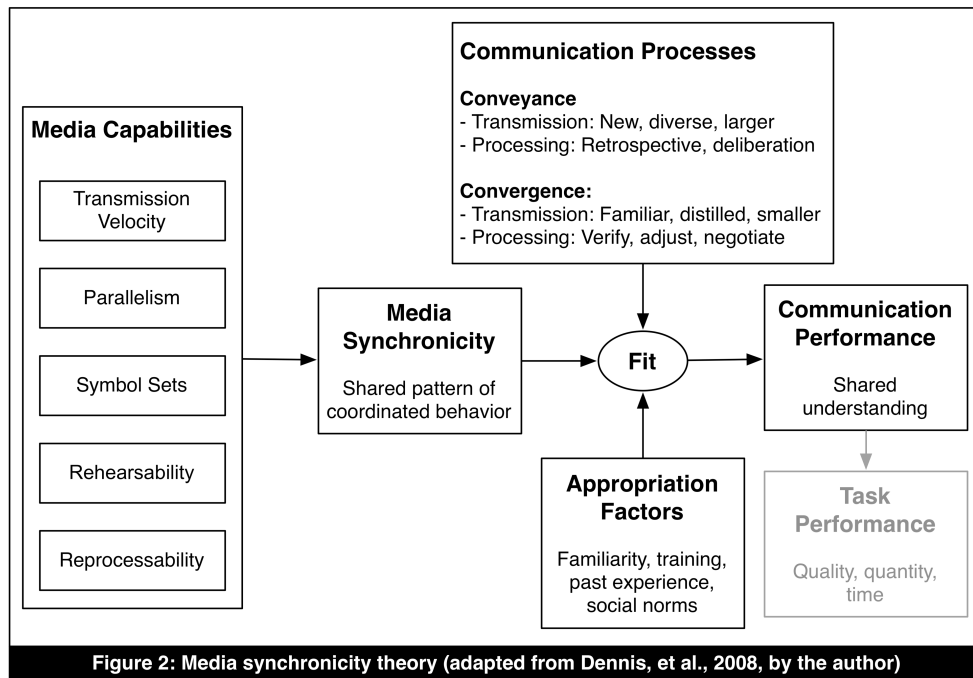 Media Capabilities
Transmission
Velocity
Parallelism
Symbol Sets
Rehearsability
Reprocessability
Media
Synchronicity
Shared pattern of
coordinated behavior
Communication Processes
Conveyance
- Transmission: New, diverse, larger
- Processing: Retrospective, deliberation
Convergence:
- Transmission: Familiar, distilled, smaller
- Processing: Verify, adjust, negotiate
Fit
Appropriation
Factors
Familiarity, training,
past experience,
social norms
Communication
Performance
Shared
understanding
Task
Performance
Quality, quantity,
time
Figure 2: Media synchronicity theory (adapted from Dennis, et al., 2008, by the author)